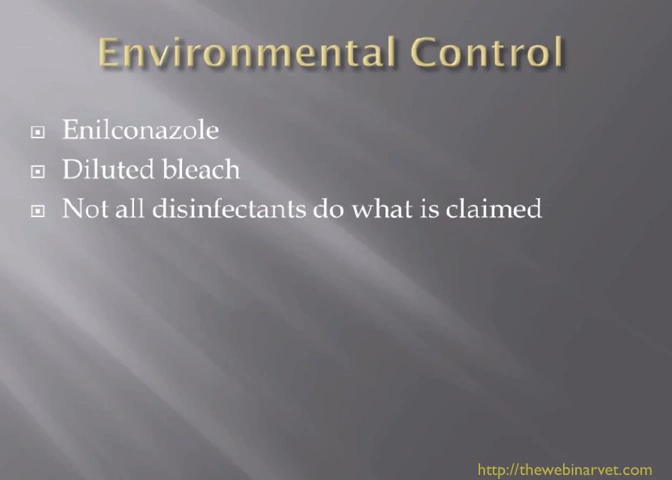 Environmental Control
Enilconazole
Diluted bleach
Not all disinfectants do what is claimed
http://thewebinarvet.com